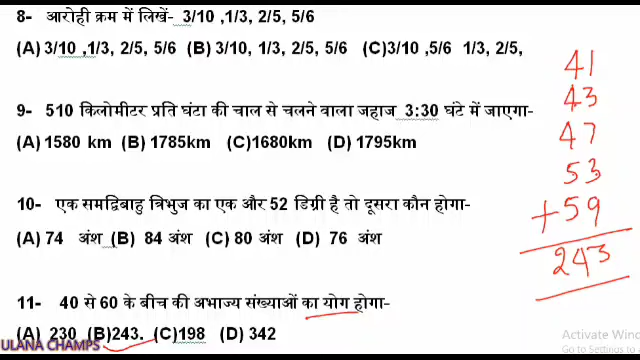 8- आरोही क्रम में लिखें- 3/10 ,1/3, 2/5, 5/6
(A) 3/10 ,1/3, 2/5, 5/6 (B) 3/10, 1/3, 2/5, 5/6 (C)3/10 ,5/6 1/3, 2/5,
9- 510 किलोमीटर प्रति घंटा की चाल से चलने वाला जहाज 3:30 घंटे में जाएगा-
(A) 1580 km (B) 1785km (C)1680km (D) 1795km
10- एक समद्विबाहु त्रिभुज का एक और 52 डिग्री है तो दूसरा कौन होगा-
(A) 74 अंश (B) 84 अंश (C) 80 अंश (D) 76 अंश
11- 40 से 60 के बीच की अभाज्य संख्याओं का योग होगा-
(A) 230 (B)243. (C)198 (D) 342
41
43
47
53
+59
243
Activate Win
Go to Settings to
ULANA CHAMPS